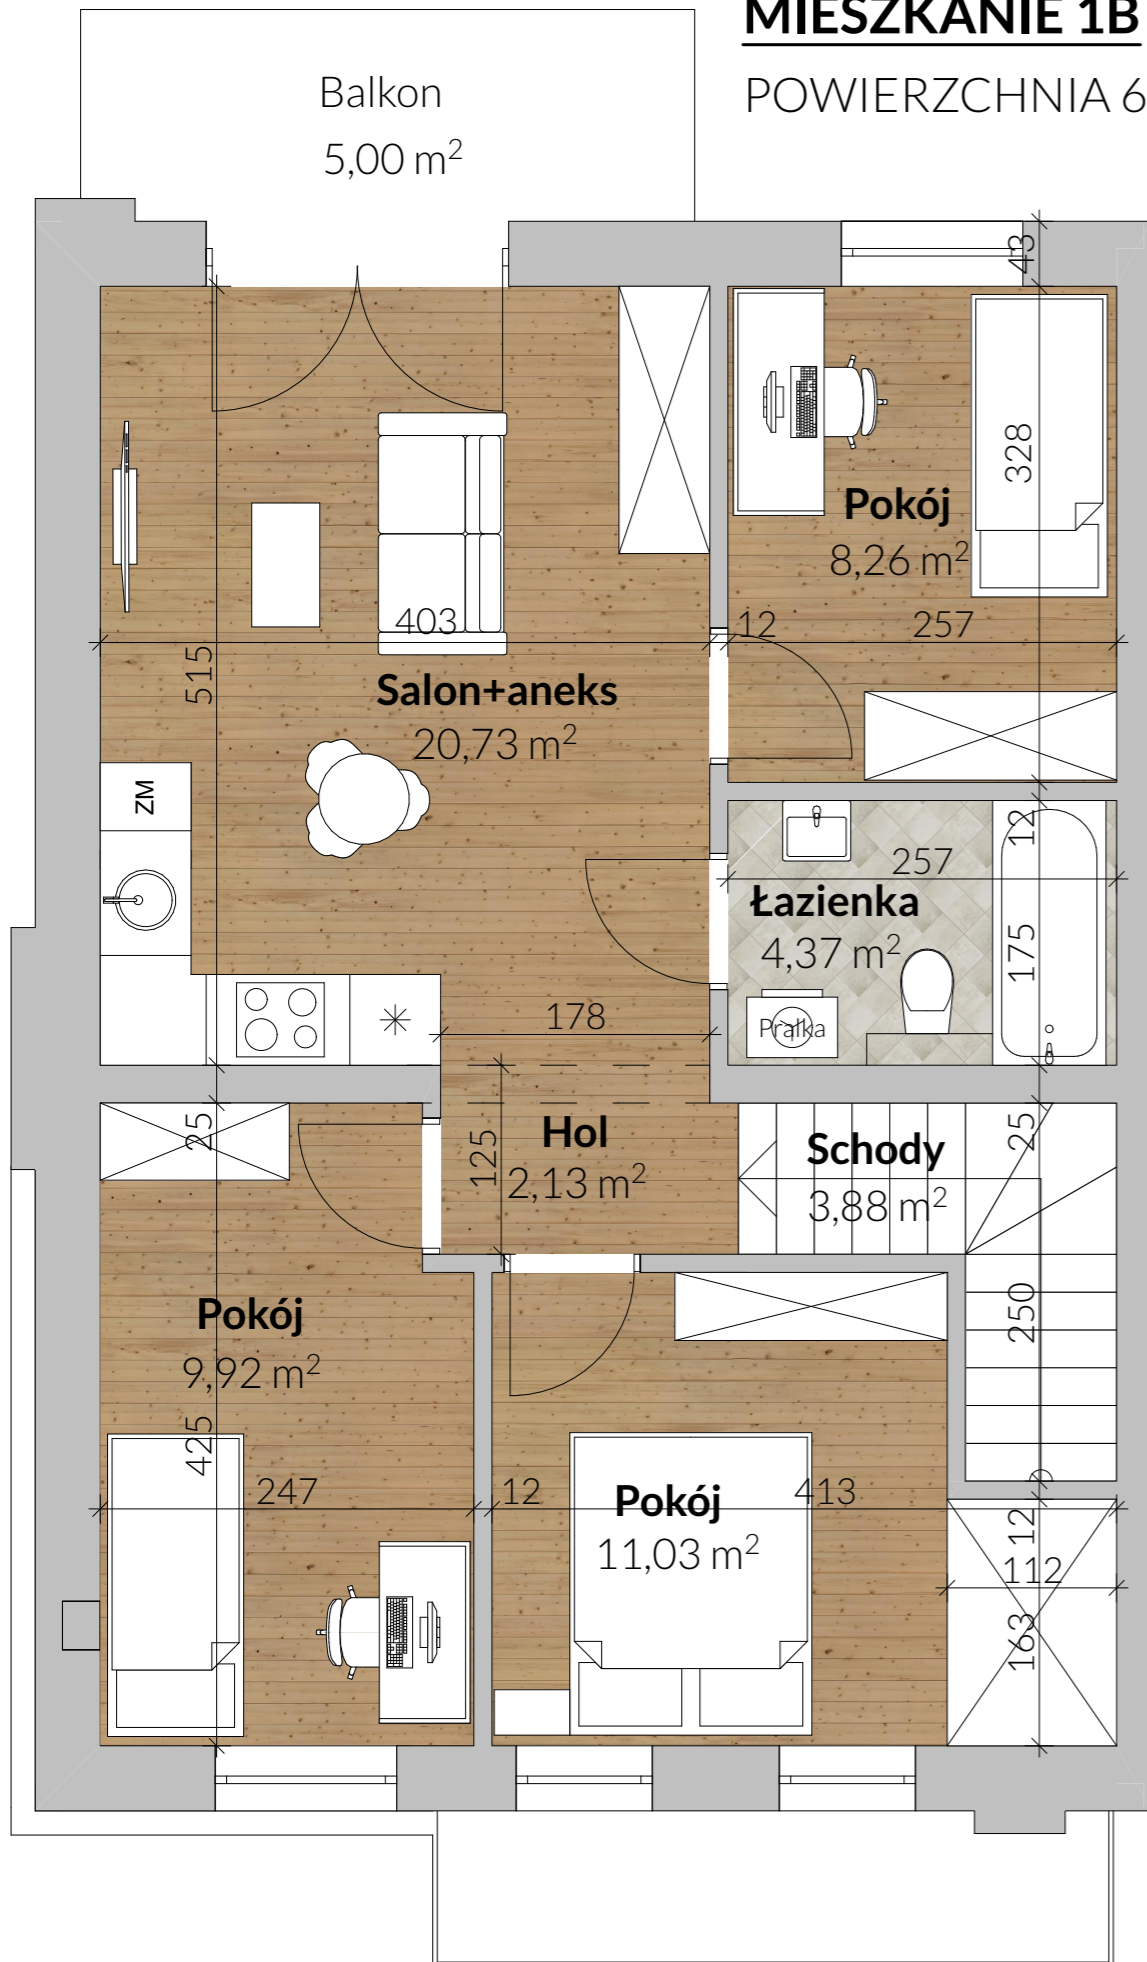 MIESZKANIE 1B
POWIERZCHNIA 6
Balkon
5,00 m²
43
328
Pokój
8,26 m²
403
12
257
515
Salon+aneks
20,73 m²
ZM
12
257
Łazienka
4,37 m²
175
178
Pralka
25
125
Hol
2,13 m²
Schody
3,88 m²
25
250
Pokój
9,92 m²
425
247
12
Pokój
11,03 m²
413
12
112
163